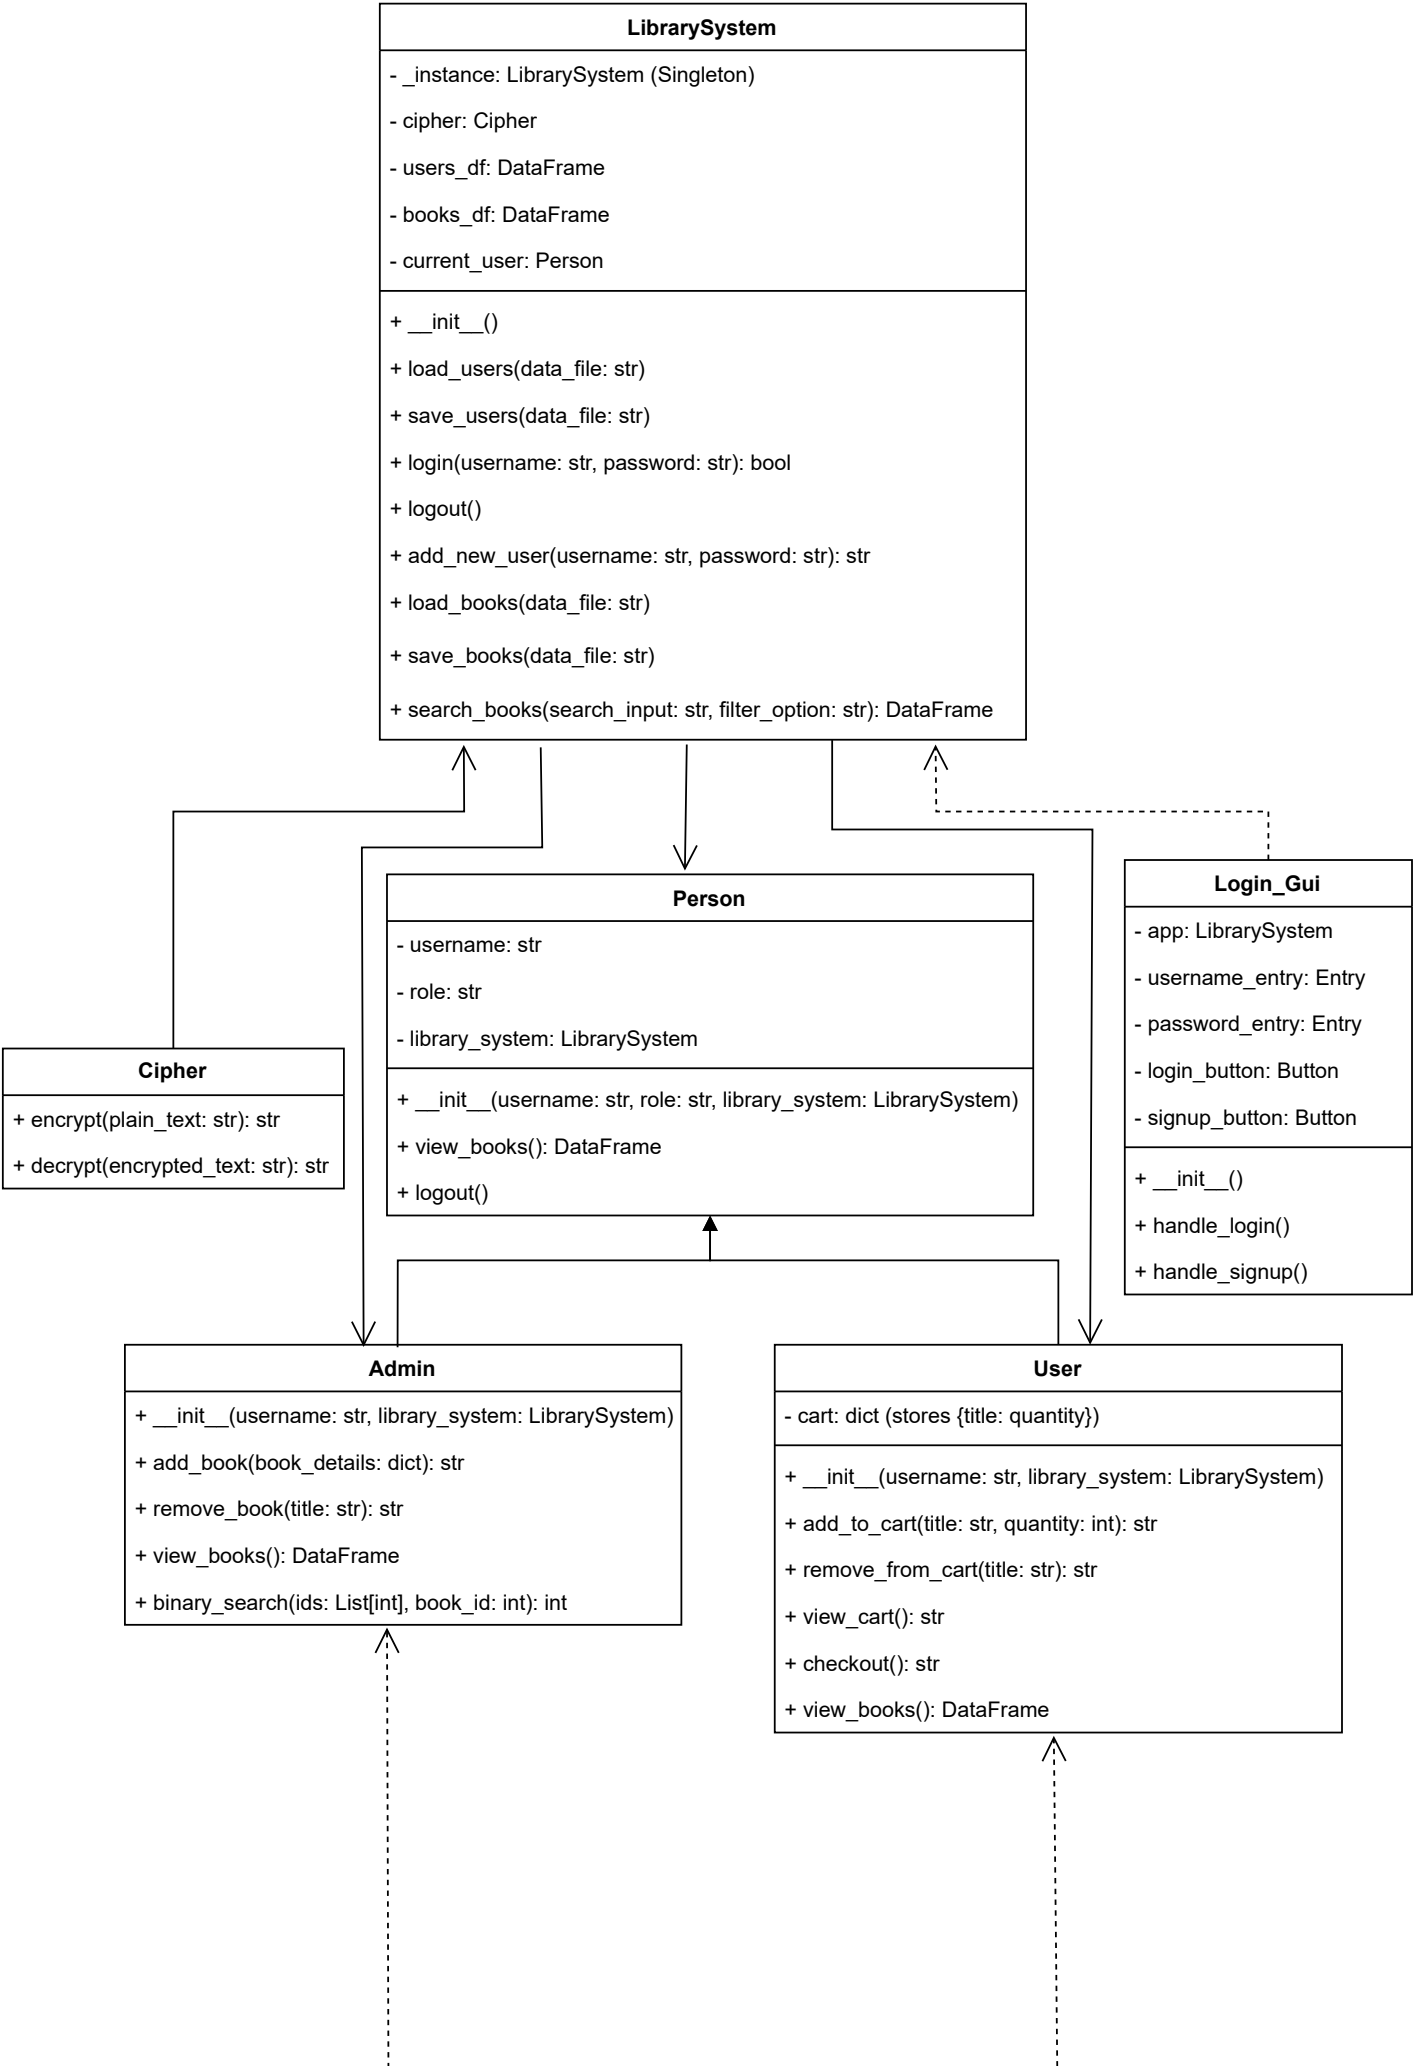 LibrarySystem
- _instance: LibrarySystem (Singleton)
- cipher: Cipher
- users_df: DataFrame
- books_df: DataFrame
- current_user: Person
+ __init__()
+ load_users(data_file: str)
+ save_users(data_file: str)
+ login(username: str, password: str): bool
+ logout()
+ add_new_user(username: str, password: str): str
+ load_books(data_file: str)
+ save_books(data_file: str)
+ search_books(search_input: str, filter_option: str): DataFrame
Person
- username: str
- role: str
- library_system: LibrarySystem
+ __init__(username: str, role: str, library_system: LibrarySystem)
+ view_books(): DataFrame
+ logout()
Login_Gui
- app: LibrarySystem
- username_entry: Entry
- password_entry: Entry
- login_button: Button
- signup_button: Button
+ __init__()
+ handle_login()
+ handle_signup()
Cipher
+ encrypt(plain_text: str): str
+ decrypt(encrypted_text: str): str
Admin
+ __init__(username: str, library_system: LibrarySystem)
+ add_book(book_details: dict): str
+ remove_book(title: str): str
+ view_books(): DataFrame
+ binary_search(ids: List[int], book_id: int): int
User
- cart: dict (stores {title: quantity})
+ __init__(username: str, library_system: LibrarySystem)
+ add_to_cart(title: str, quantity: int): str
+ remove_from_cart(title: str): str
+ view_cart(): str
+ checkout(): str
+ view_books(): DataFrame